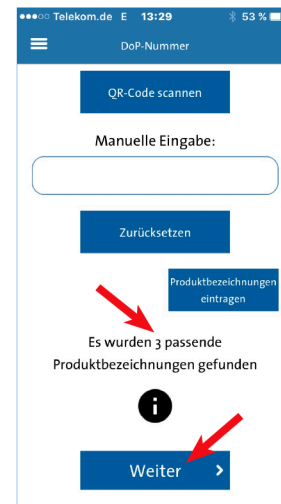 Telekom.de E 13:29 53 %
DoP-Nummer
QR-Code scannen
Manuelle Eingabe:
Zurücksetzen
Produktbezeichnungen
eintragen
Es wurden 3 passende
Produktbezeichnungen gefunden
i
Weiter